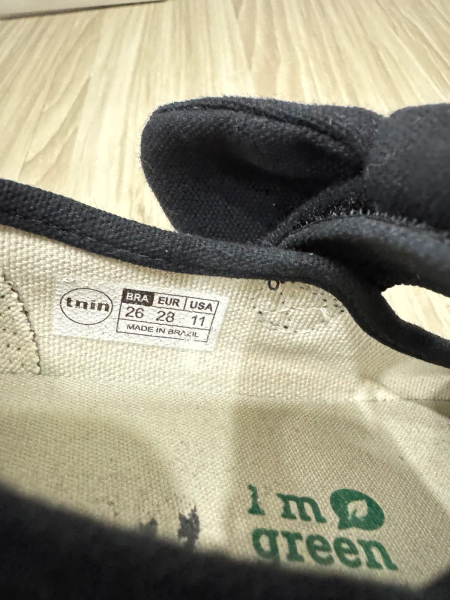 tnin
BRA EUR USA
26 28 11
MADE IN BRAZIL
I'm
green